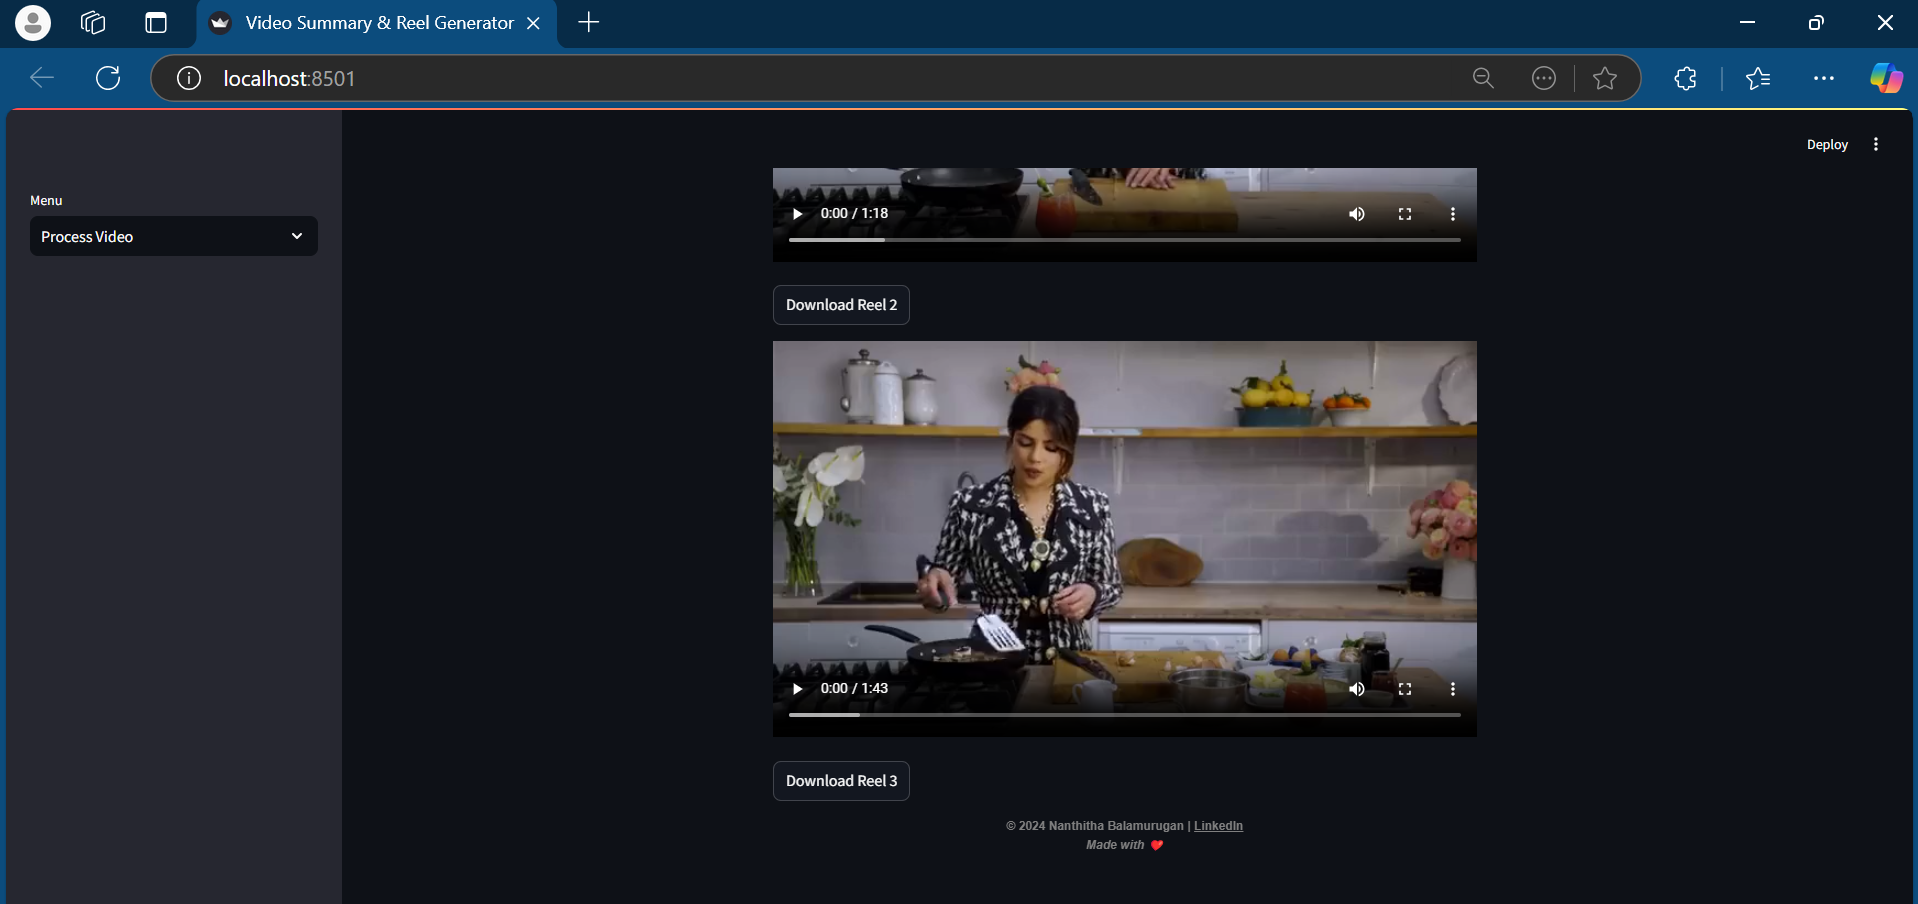 Video Summary & Reel Generator
localhost:8501
Deploy
Menu
Process Video
0:00 / 1:18
Download Reel 2
0:00 / 1:43
Download Reel 3
© 2024 Nanthitha Balamurugan | LinkedIn
Made with ❤️